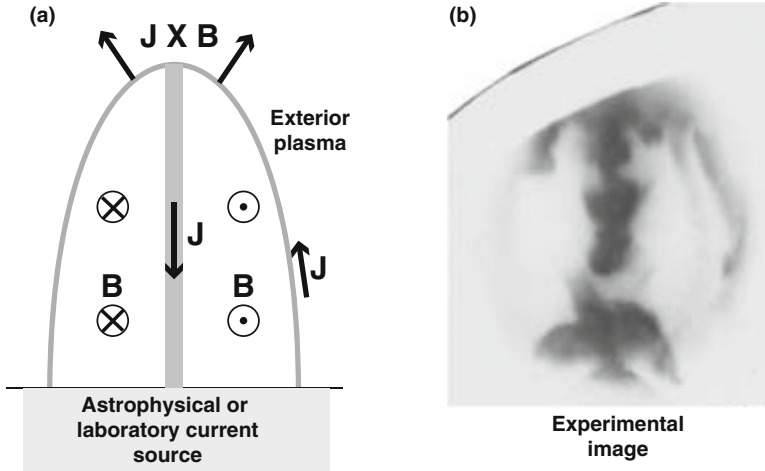 (a)
J X B
Exterior
plasma
J
J
B
B
Astrophysical or
laboratory current
source
(b)
Experimental
image